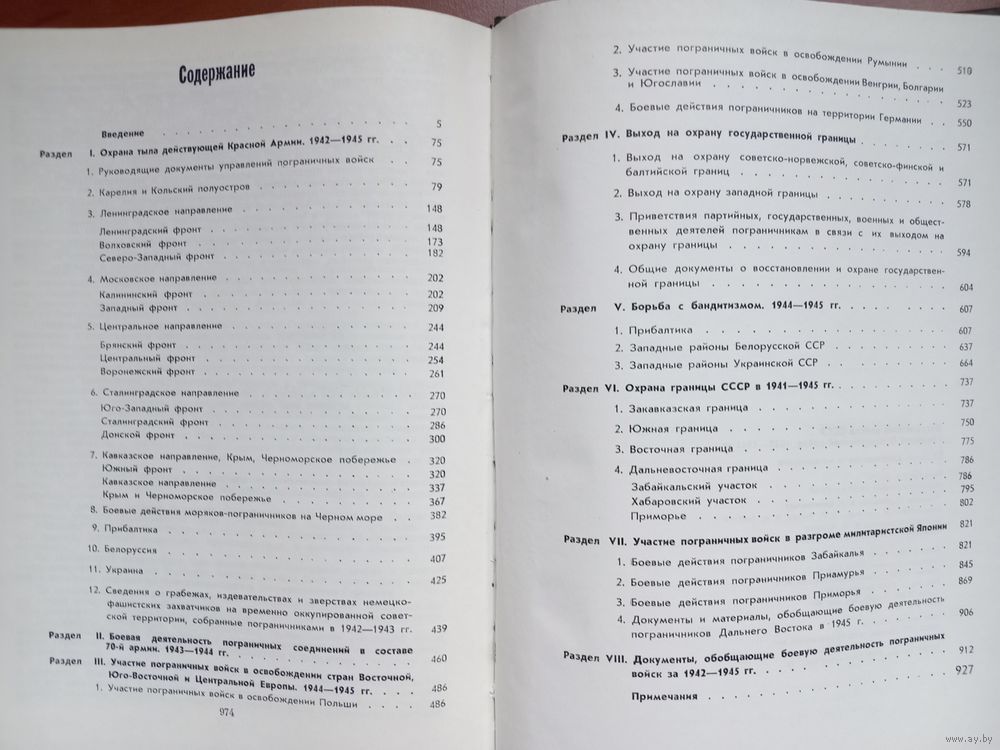 Содержание
Введение . . . . . . . . . . . . 5
Раздел I. Охрана тыла действующей Красной Армии. 1942—1945 гг. . . 75
1. Руководящие документы управлений пограничных войск . . . 75
2. Карелия и Кольский полуостров . . . . . . . . 79
3. Ленинградское направление . . . . . . . . . 148
Ленинградский фронт . . . . . . . . . . 148
Волховский фронт . . . . . . . . . . . 173
Северо-Западный фронт . . . . . . . . . 182
4. Московское направление . . . . . . . . . . 202
Калининский фронт . . . . . . . . . . . 202
Западный фронт . . . . . . . . . . . 209
5. Центральное направление . . . . . . . . . 244
Брянский фронт . . . . . . . . . . . 244
Центральный фронт . . . . . . . . . . 254
Воронежский фронт . . . . . . . . . . 261
6. Сталинградское направление . . . . . . . . . 270
Юго-Западный фронт . . . . . . . . . . 270
Сталинградский фронт . . . . . . . . . . 286
Донской фронт . . . . . . . . . . . 300
7. Кавказское направление, Крым, Черноморское побережье . 320
Южный фронт . . . . . . . . . . . 320
Кавказское направление . . . . . . . . . 337
Крым и Черноморское побережье . . . . . . . 367
8. Боевые действия моряков-пограничников на Черном море . . 382
9. Прибалтика . . . . . . . . . . . . 395
10. Белоруссия . . . . . . . . . . . . 407
11. Украина . . . . . . . . . . . . . 425
12. Сведения о грабежах, издевательствах и зверствах немецко-
фашистских захватчиков на временно оккупированной совет-
ской территории, собранные пограничниками в 1942—1943 гг. 439
Раздел II. Боевая деятельность пограничных соединений в составе
70-й армии. 1943—1944 гг. . . . . . . . . . 460
Раздел III. Участие пограничных войск в освобождении стран Восточной,
Юго-Восточной и Центральной Европы. 1944—1945 гг. . . . 486
1. Участие пограничных войск в освобождении Польши . . . . 486
974
2. Участие пограничных войск в освобождении Румынии . . . 510
3. Участие пограничных войск в освобождении Венгрии, Болгарии
и Югославии . . . . . . . . . . . . 523
4. Боевые действия пограничников на территории Германии . . 550
Раздел IV. Выход на охрану государственной границы . . . . . 571
1. Выход на охрану советско-норвежской, советско-финской и
балтийской границ . . . . . . . . . . 571
2. Выход на охрану западной границы . . . . . . . 578
3. Приветствия партийных, государственных, военных и общест-
венных деятелей пограничникам в связи с их выходом на
охрану границы . . . . . . . . . . . 594
4. Общие документы о восстановлении и охране государствен-
ной границы . . . . . . . . . . . . 604
Раздел V. Борьба с бандитизмом. 1944—1945 гг. . . . . . . 607
1. Прибалтика . . . . . . . . . . . . 607
2. Западные районы Белорусской ССР . . . . . . . 637
3. Западные районы Украинской ССР . . . . . . . 664
Раздел VI. Охрана границы СССР в 1941—1945 гг. . . . . . . 737
1. Закавказская граница . . . . . . . . . . 737
2. Южная граница . . . . . . . . . . . 750
3. Восточная граница . . . . . . . . . . 775
4. Дальневосточная граница . . . . . . . . . 786
Забайкальский участок . . . . . . . . . 786
Хабаровский участок . . . . . . . . . . 795
Приморье . . . . . . . . . . . . 802
Раздел VII. Участие пограничных войск в разгроме милитаристской Японии 821
1. Боевые действия пограничников Забайкалья . . . . . 821
2. Боевые действия пограничников Приамурья . . . . . 845
3. Боевые действия пограничников Приморья . . . . . 869
4. Документы и материалы, обобщающие боевую деятельность
пограничников Дальнего Востока в 1945 г. . . . . . 906
Раздел VIII. Документы, обобщающие боевую деятельность пограничных
войск за 1942—1945 гг. . . . . . . . . . 912
Примечания . . . . . . . . . . . . 927
www.ay.by